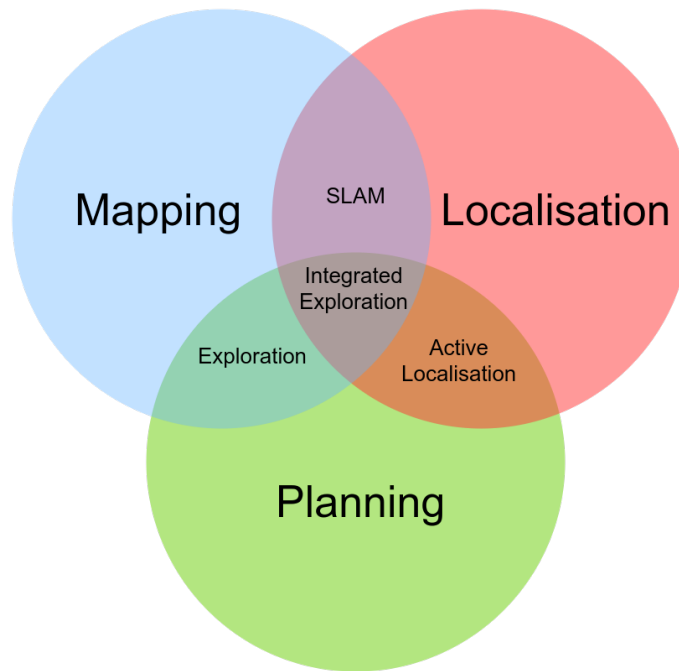 SLAM
Mapping
Localisation
Integrated
Exploration
Exploration
Active
Localisation
Planning